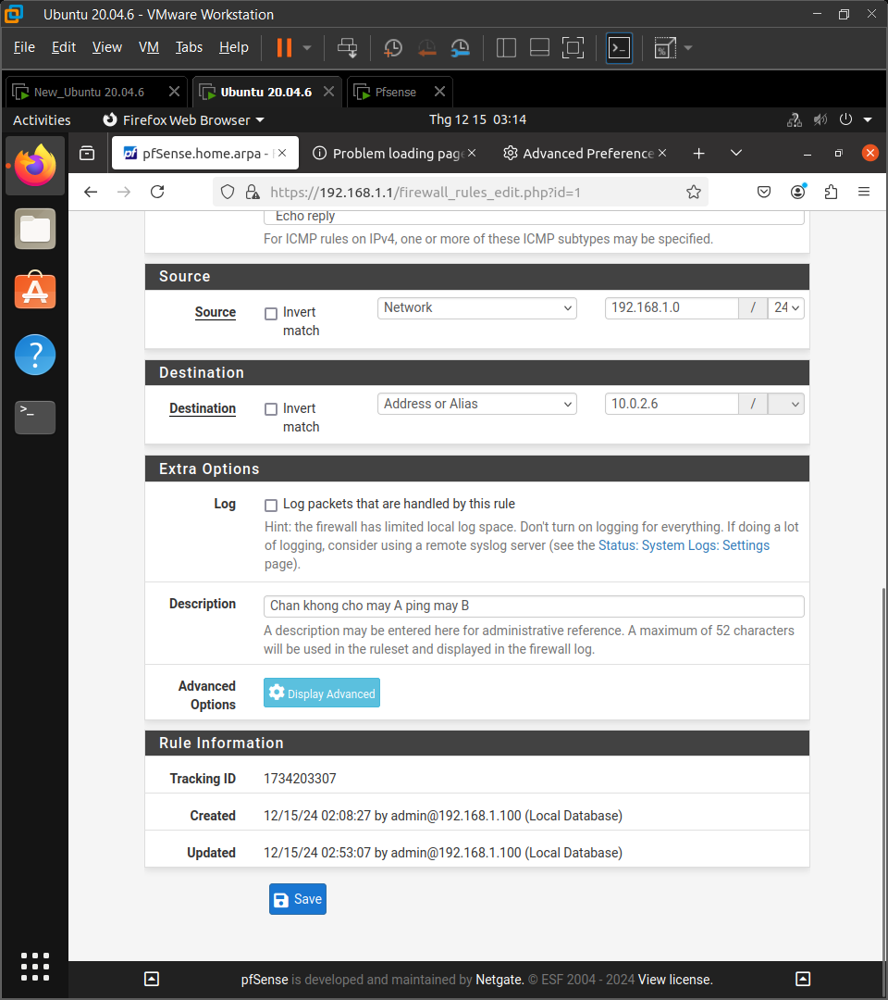 Ubuntu 20.04.6 - VMware Workstation
File Edit View VM Tabs Help
New_Ubuntu 20.04.6 Ubuntu 20.04.6 Pfsense
Activities Firefox Web Browser Thg 12 15 03:14
pfSense.home.arpa - Problem loading page Advanced Preference
https://192.168.1.1/firewall_rules_edit.php?id=1
Echo reply
For ICMP rules on IPv4, one or more of these ICMP subtypes may be specified.
Source
Source Invert match Network 192.168.1.0 / 24
Destination
Destination Invert match Address or Alias 10.0.2.6 /
Extra Options
Log Log packets that are handled by this rule
Hint: the firewall has limited local log space. Don't turn on logging for everything. If doing a lot
of logging, consider using a remote syslog server (see the Status: System Logs: Settings
page).
Description Chan khong cho may A ping may B
A description may be entered here for administrative reference. A maximum of 52 characters
will be used in the ruleset and displayed in the firewall log.
Advanced Options Display Advanced
Rule Information
Tracking ID 1734203307
Created 12/15/24 02:08:27 by admin@192.168.1.100 (Local Database)
Updated 12/15/24 02:53:07 by admin@192.168.1.100 (Local Database)
Save
pfSense is developed and maintained by Netgate. © ESF 2004 - 2024 View license.